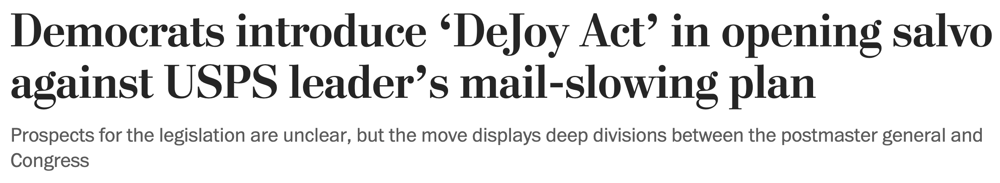 Democrats introduce ‘DeJoy Act’ in opening salvo
against USPS leader’s mail-slowing plan
Prospects for the legislation are unclear, but the move displays deep divisions between the postmaster general and
Congress